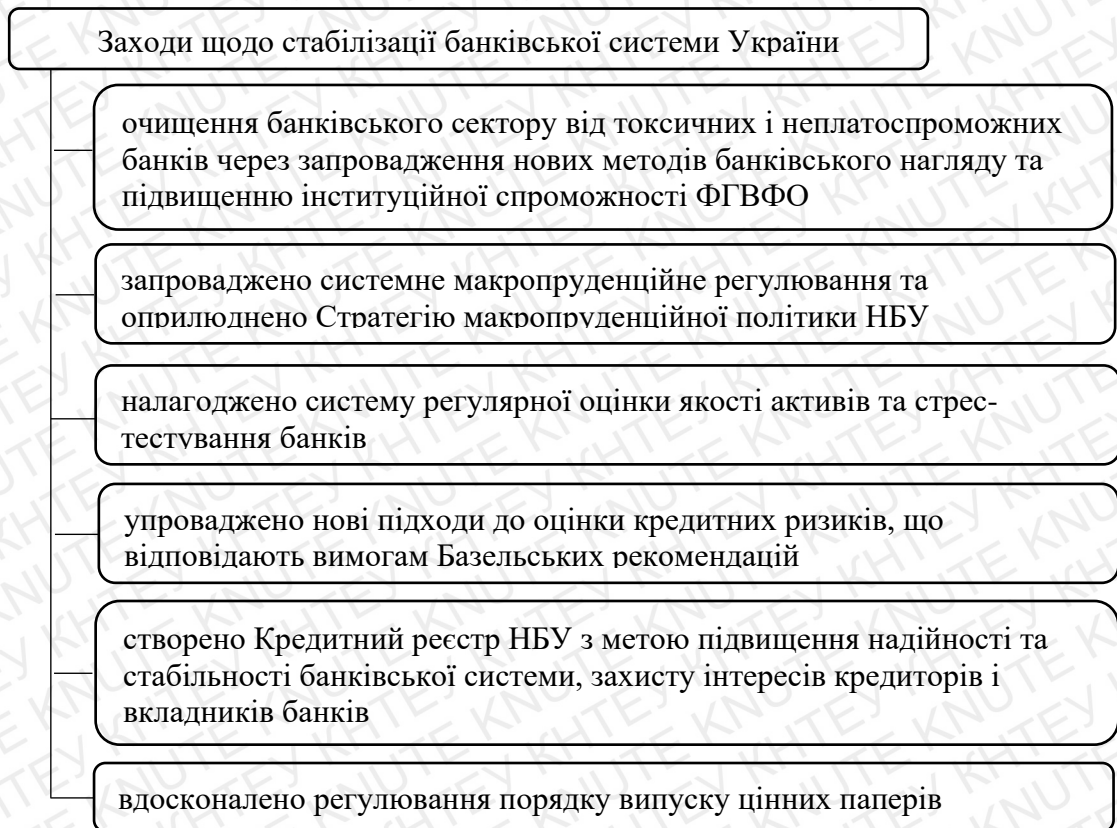 Заходи щодо стабілізації банківської системи України
очищення банківського сектору від токсичних і неплатоспроможних
банків через запровадження нових методів банківського нагляду та
підвищенню інституційної спроможності ФГВФО
запроваджено системне макропруденційне регулювання та
оприлюднено Стратегію макропруденційної політики НБУ
налагоджено систему регулярної оцінки якості активів та стрес-
тестування банків
упроваджено нові підходи до оцінки кредитних ризиків, що
відповідають вимогам Базельських рекомендацій
створено Кредитний реєстр НБУ з метою підвищення надійності та
стабільності банківської системи, захисту інтересів кредиторів і
вкладників банків
вдосконалено регулювання порядку випуску цінних паперів